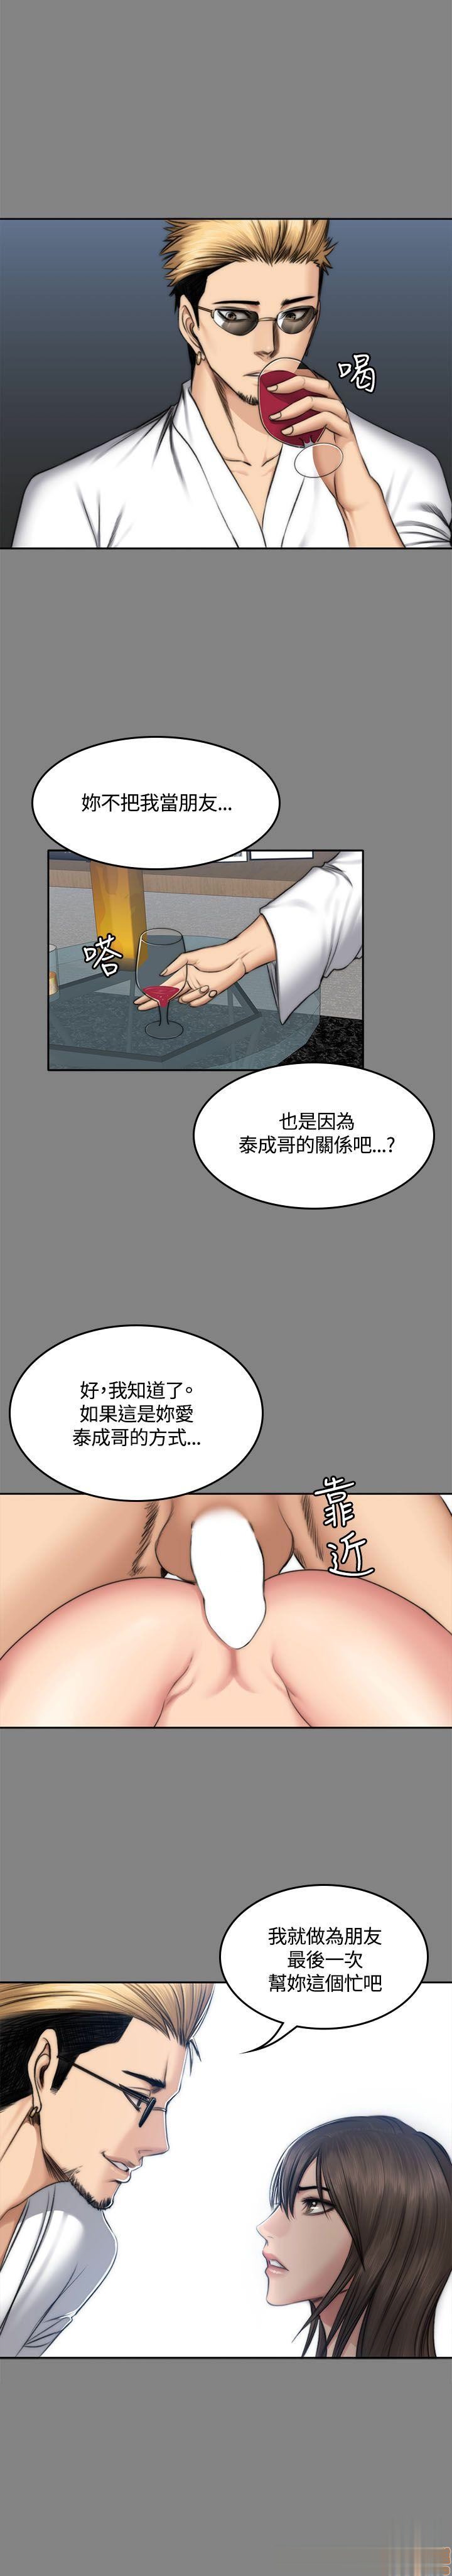 喝
妳不把我當朋友...
嗒
也是因為
泰成哥的關係吧...?
好，我知道了。
如果這是妳愛
泰成哥的方式...
靠近
我就做為朋友
最後一次
幫妳這個忙吧